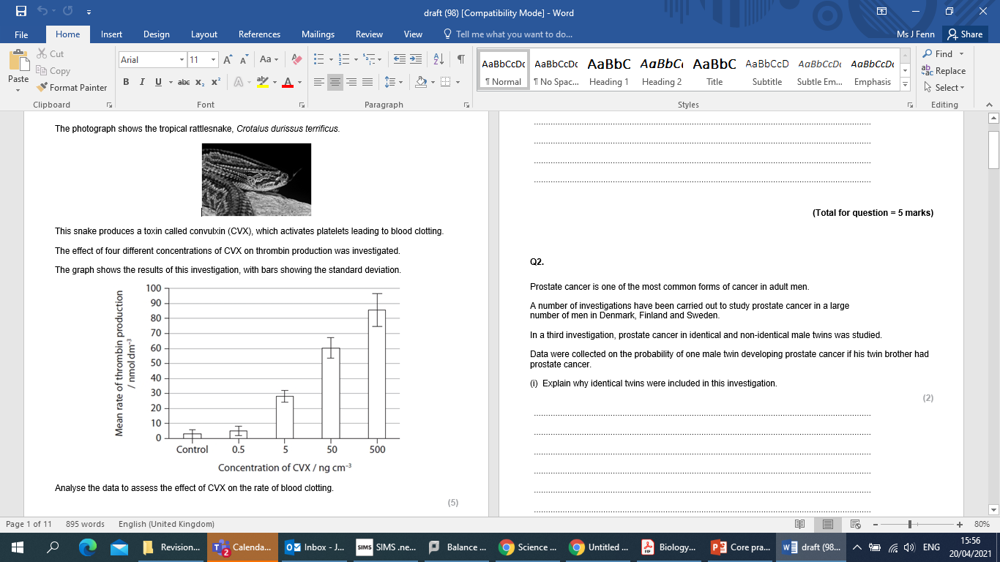 draft (98) [Compatibility Mode] - Word
File Home Insert Design Layout References Mailings Review View Tell me what you want to do... Ms J Fenn Share
Paste
Cut
Copy
Format Painter
Clipboard
Arial 11
Aa
B I U abc x₂ x²
A ab A
Font
Paragraph
AaBbCcDc AaBbCcDc AaBbC AaBbC AaBbC AaBbCcD AaBbCcDc AaBbCcDc
¶ Normal ¶ No Spac... Heading 1 Heading 2 Title Subtitle Subtle Em... Emphasis
Styles
Find
Replace
Select
Editing
The photograph shows the tropical rattlesnake, Crotalus durissus terrificus.
This snake produces a toxin called convulxin (CVX), which activates platelets leading to blood clotting.
The effect of four different concentrations of CVX on thrombin production was investigated.
The graph shows the results of this investigation, with bars showing the standard deviation.
Mean rate of thrombin production
/ nmol dm⁻³
100
90
80
70
60
50
40
30
20
10
0
Control 0.5 5 50 500
Concentration of CVX / ng cm⁻³
Analyse the data to assess the effect of CVX on the rate of blood clotting.
(5)
(Total for question = 5 marks)
Q2.
Prostate cancer is one of the most common forms of cancer in adult men.
A number of investigations have been carried out to study prostate cancer in a large
number of men in Denmark, Finland and Sweden.
In a third investigation, prostate cancer in identical and non-identical male twins was studied.
Data were collected on the probability of one male twin developing prostate cancer if his twin brother had
prostate cancer.
(i) Explain why identical twins were included in this investigation.
(2)
Page 1 of 11 895 words English (United Kingdom) 80%
Revision... Calenda... Inbox - J... SIMS .ne... Balance ... Science ... Untitled ... Biology... Core pra... draft (98... ENG
2
SIMS
15:56
20/04/2021